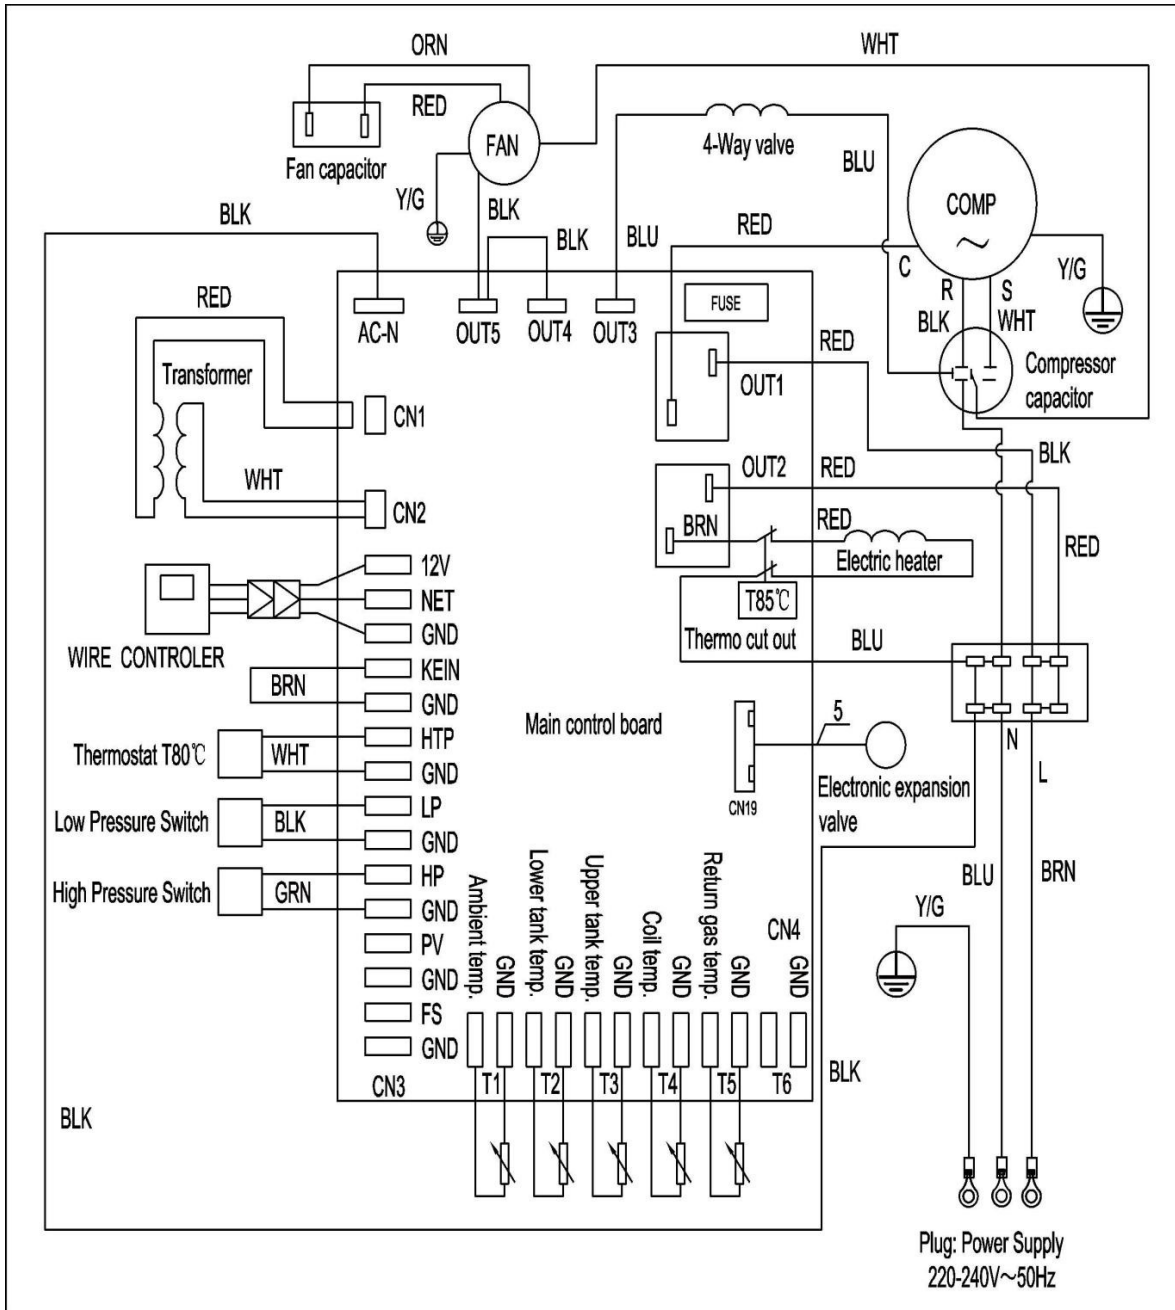 ORN
WHT
RED
FAN
Fan capacitor
4-Way valve
BLU
COMP
~
Y/G
BLK
BLK
BLK
BLU
RED
C
Y/G
R
S
BLK
WHT
RED
AC-N
OUT5
OUT4
OUT3
FUSE
RED
OUT1
Compressor
capacitor
Transformer
CN1
WHT
CN2
OUT2
RED
BLK
BRN
RED
Electric heater
RED
T85℃
Thermo cut out
BLU
12V
NET
GND
WIRE CONTROLER
KEIN
BRN
GND
Main control board
5
Thermostat T80℃
WHT
HTP
GND
N
L
CN19
Electronic expansion
valve
Low Pressure Switch
BLK
LP
GND
High Pressure Switch
GRN
HP
GND
PV
GND
FS
GND
CN3
Ambient temp.
GND
Lower tank temp.
GND
Upper tank temp.
GND
Coil temp.
GND
Return gas temp.
GND
CN4
GND
T1
T2
T3
T4
T5
T6
BLU
BRN
Y/G
BLK
BLK
Plug: Power Supply
220-240V~50Hz